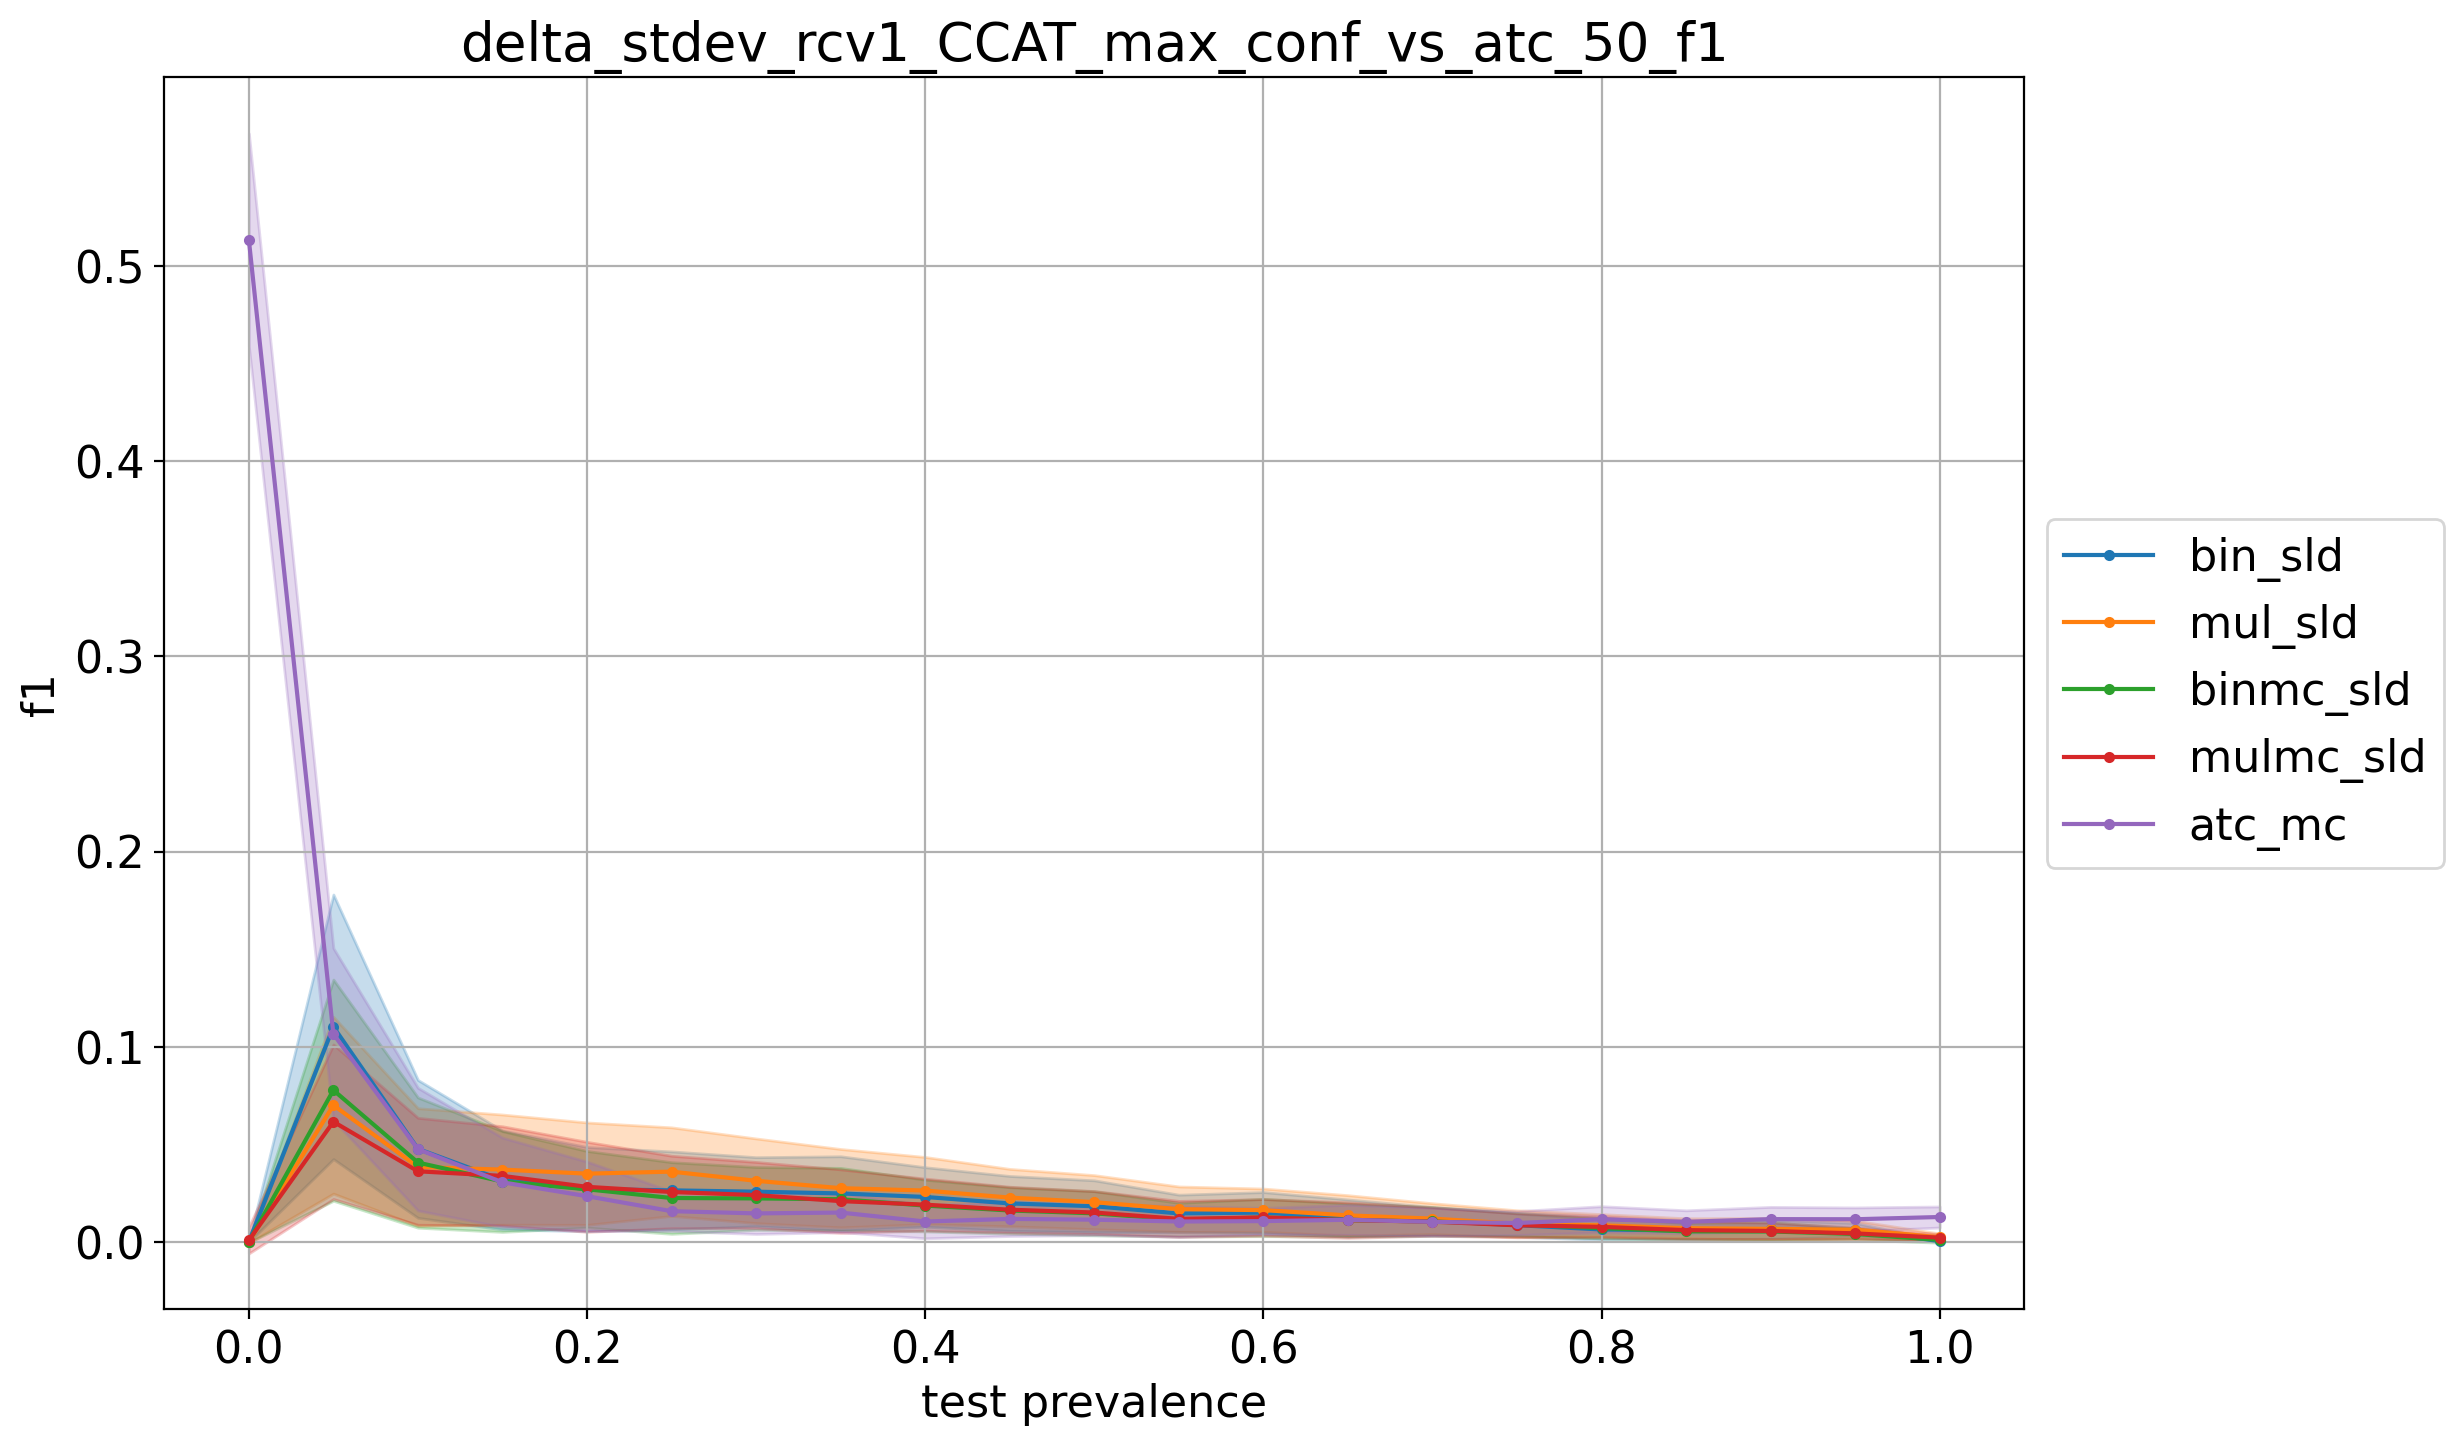 delta_stdev_rcv1_CCAT_max_conf_vs_atc_50_f1
f1
0.5
0.4
0.3
0.2
0.1
0.0
0.0 0.2 0.4 0.6 0.8 1.0
test prevalence
bin_sld
mul_sld
binmc_sld
mulmc_sld
atc_mc